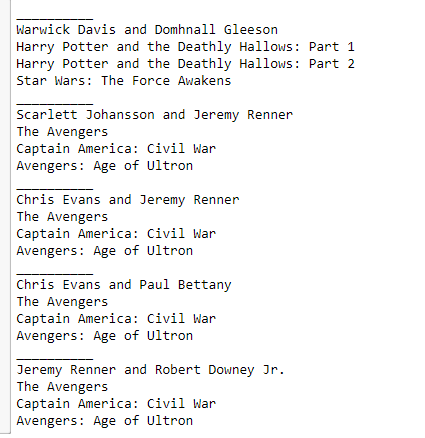 __________
Warwick Davis and Domhnall Gleeson
Harry Potter and the Deathly Hallows: Part 1
Harry Potter and the Deathly Hallows: Part 2
Star Wars: The Force Awakens
__________
Scarlett Johansson and Jeremy Renner
The Avengers
Captain America: Civil War
Avengers: Age of Ultron
__________
Chris Evans and Jeremy Renner
The Avengers
Captain America: Civil War
Avengers: Age of Ultron
__________
Chris Evans and Paul Bettany
The Avengers
Captain America: Civil War
Avengers: Age of Ultron
__________
Jeremy Renner and Robert Downey Jr.
The Avengers
Captain America: Civil War
Avengers: Age of Ultron